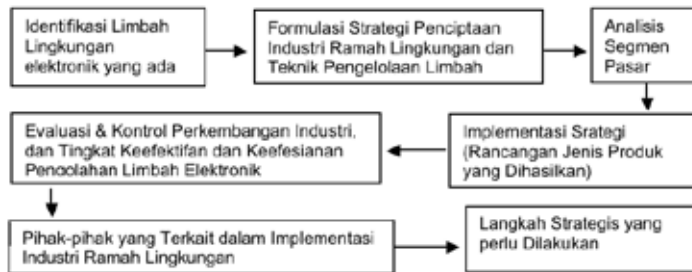 Identifikasi Limbah
Lingkungan
elektronik yang ada
Formulasi Strategi Penciptaan
Industri Ramah Lingkungan dan
Teknik Pengelolaan Limbah
Analisis
Segmen
Pasar
Implementasi Srategi
(Rancangan Jenis Produk
yang Dihasilkan)
Evaluasi & Kontrol Perkembangan Industri,
dan Tingkat Keefektifan dan Keefesianan
Pengolahan Limbah Elektronik
Pihak-pihak yang Terkait dalam Implementasi
Industri Ramah Lingkungan
Langkah Strategis yang
perlu Dilakukan